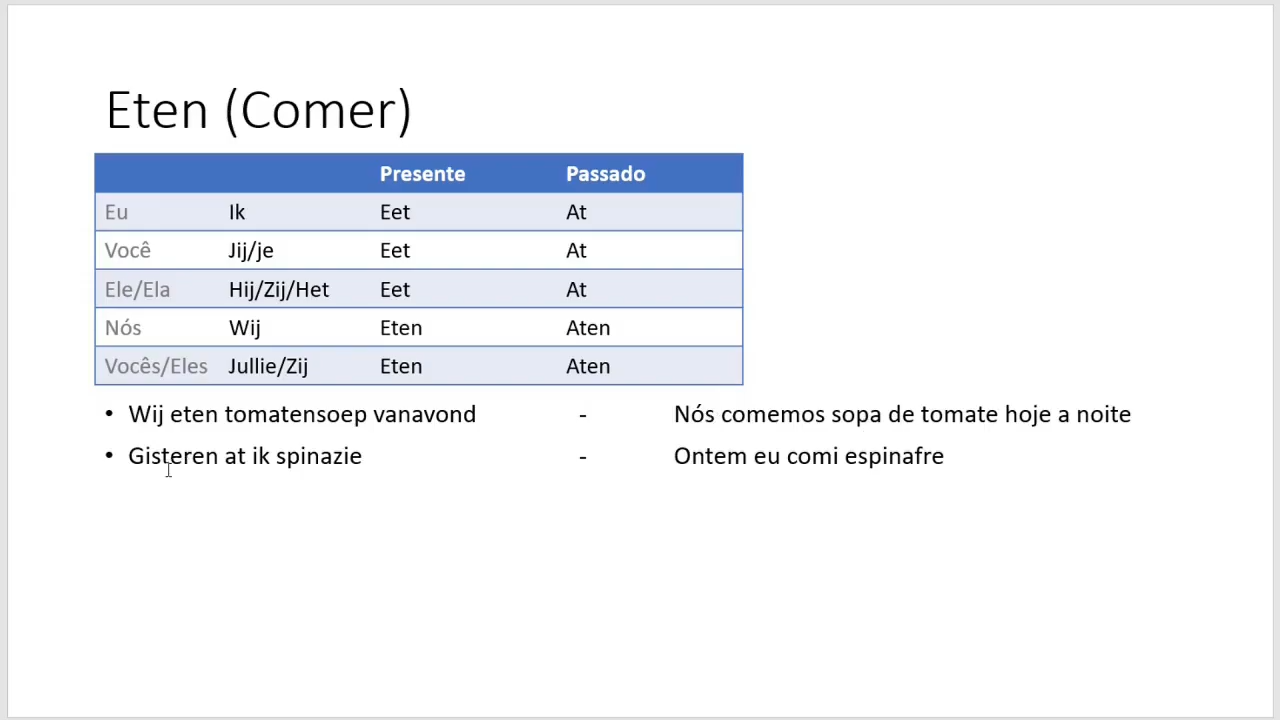 Eten (Comer)
Presente Passado
Eu Ik Eet At
Você Jij/je Eet At
Ele/Ela Hij/Zij/Het Eet At
Nós Wij Eten Aten
Vocês/Eles Jullie/Zij Eten Aten
• Wij eten tomatensoep vanavond - Nós comemos sopa de tomate hoje a noite
• Gisteren at ik spinazie - Ontem eu comi espinafre